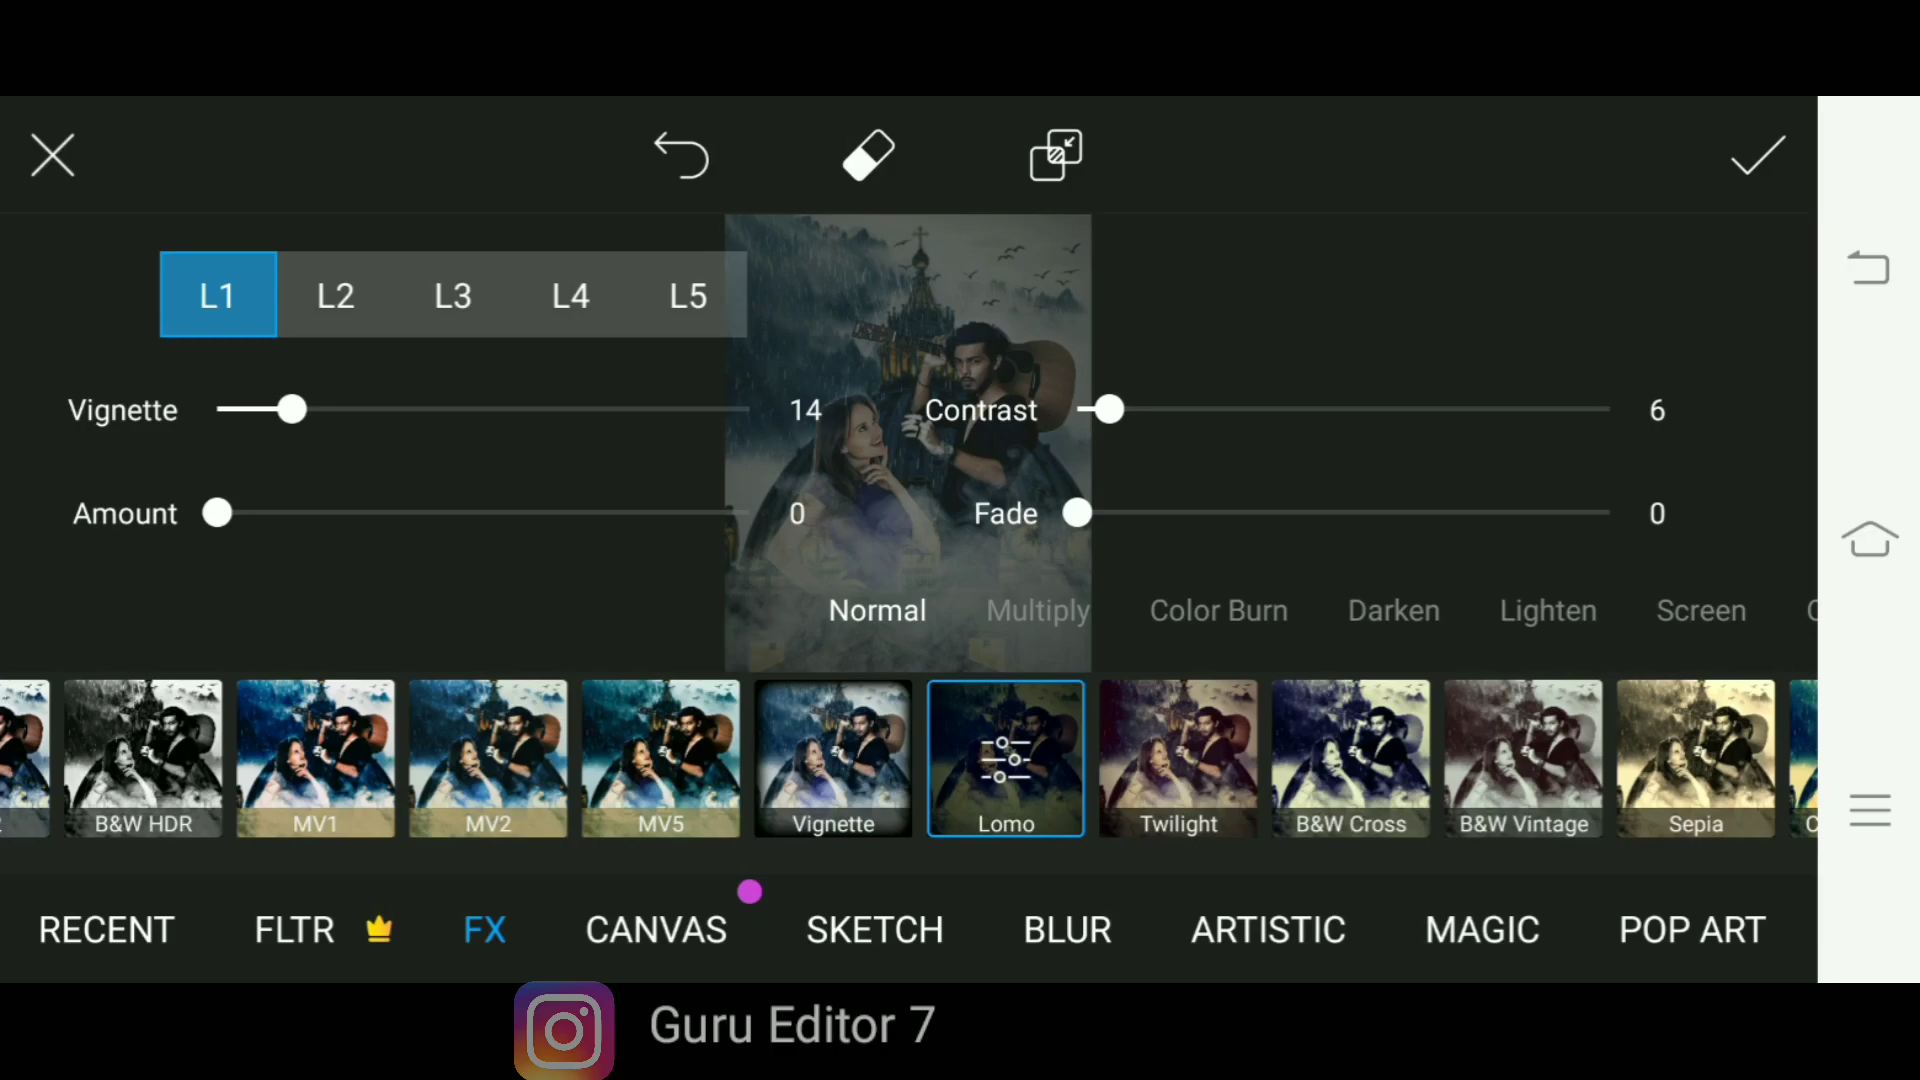 L1 L2 L3 L4 L5
Vignette 14 Contrast 6
Amount 0 Fade 0
Normal Multiply Color Burn Darken Lighten Screen
B&W HDR MV1 MV2 MV5 Vignette Lomo Twilight B&W Cross B&W Vintage Sepia
RECENT FLTR FX CANVAS SKETCH BLUR ARTISTIC MAGIC POP ART
Guru Editor 7